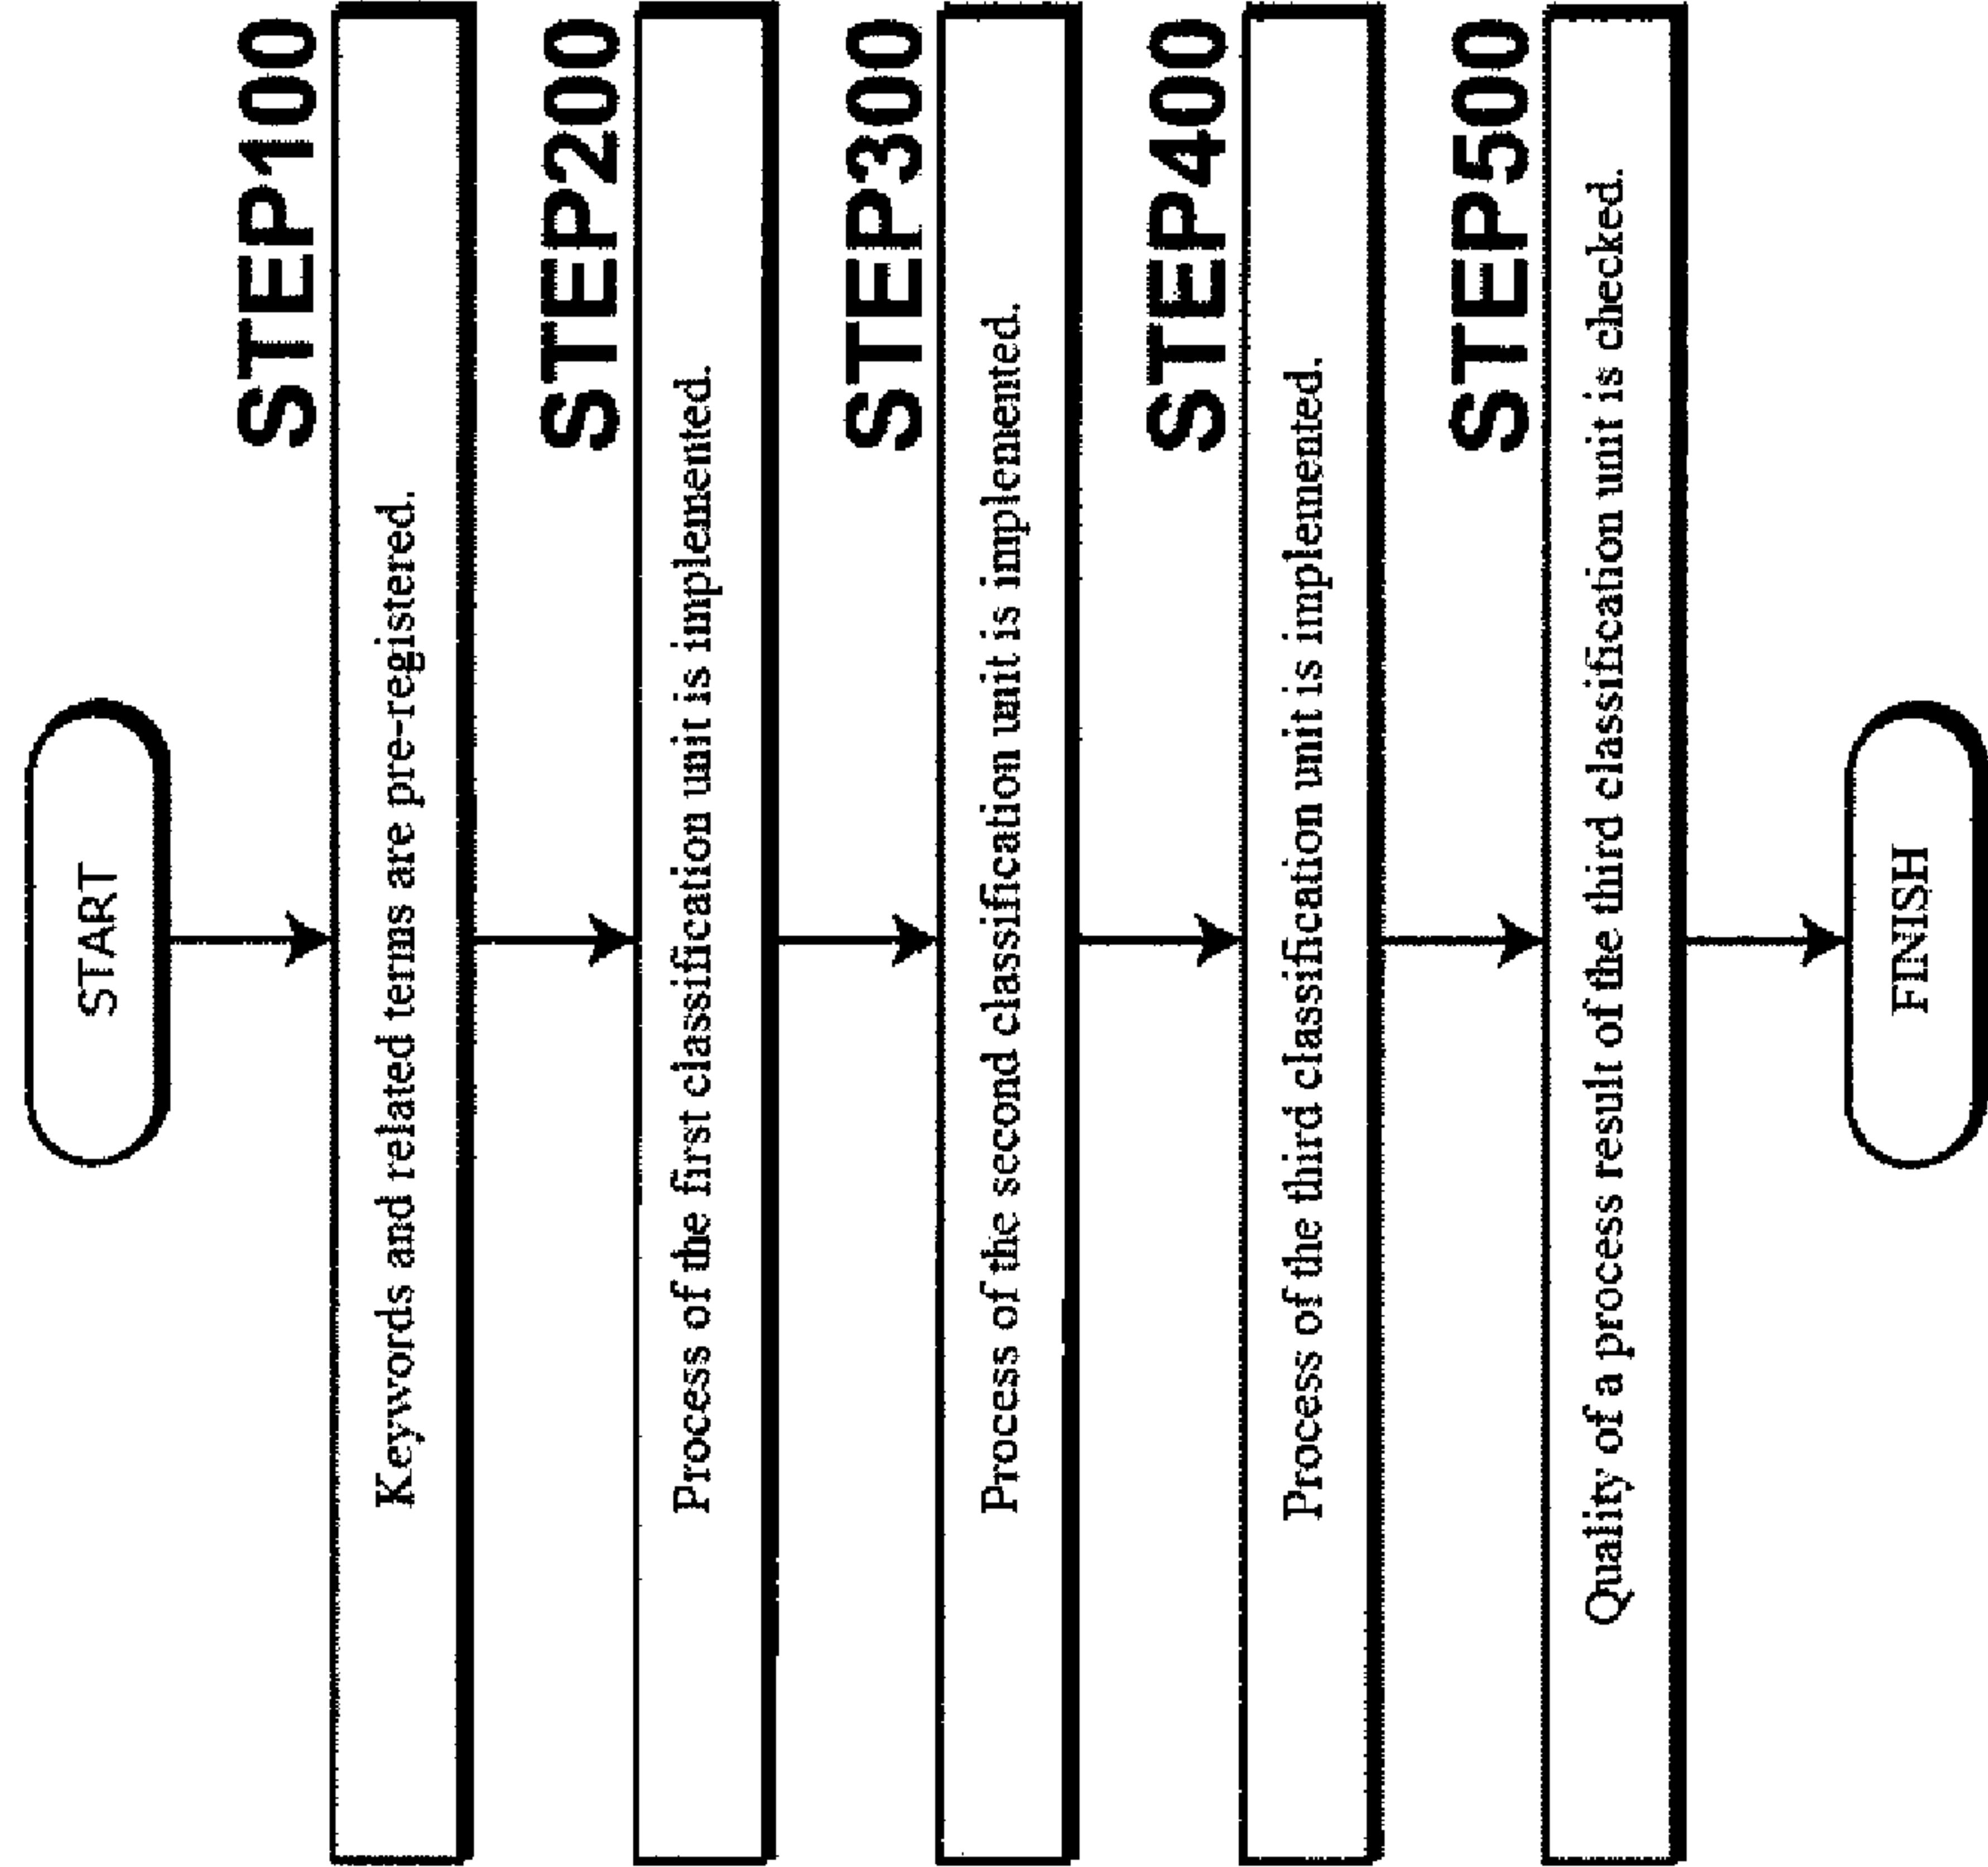 START
STEP100
Keywords and related terms are pre-registered.
STEP200
Process of the first classification unit is implemented.
STEP300
Process of the second classification unit is implemented.
STEP400
Process of the third classification unit is implemented.
STEP500
Quality of a process result of the third classification unit is checked.
FINISH